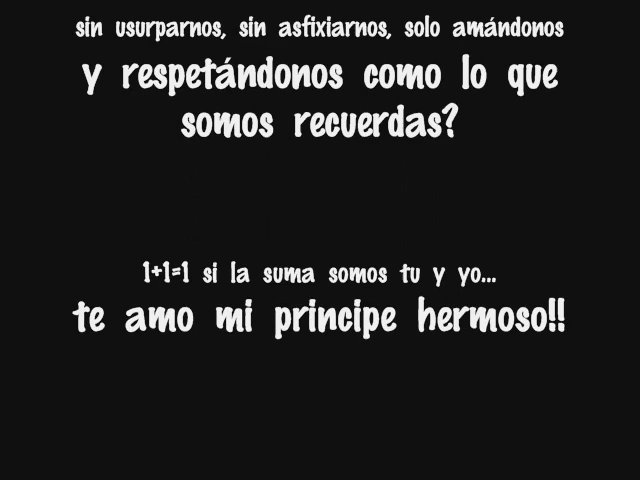 sin usurparnos, sin asfixiarnos, solo amándonos
y respetándonos como lo que
somos recuerdas?
1+1=1 si la suma somos tu y yo...
te amo mi principe hermoso!!